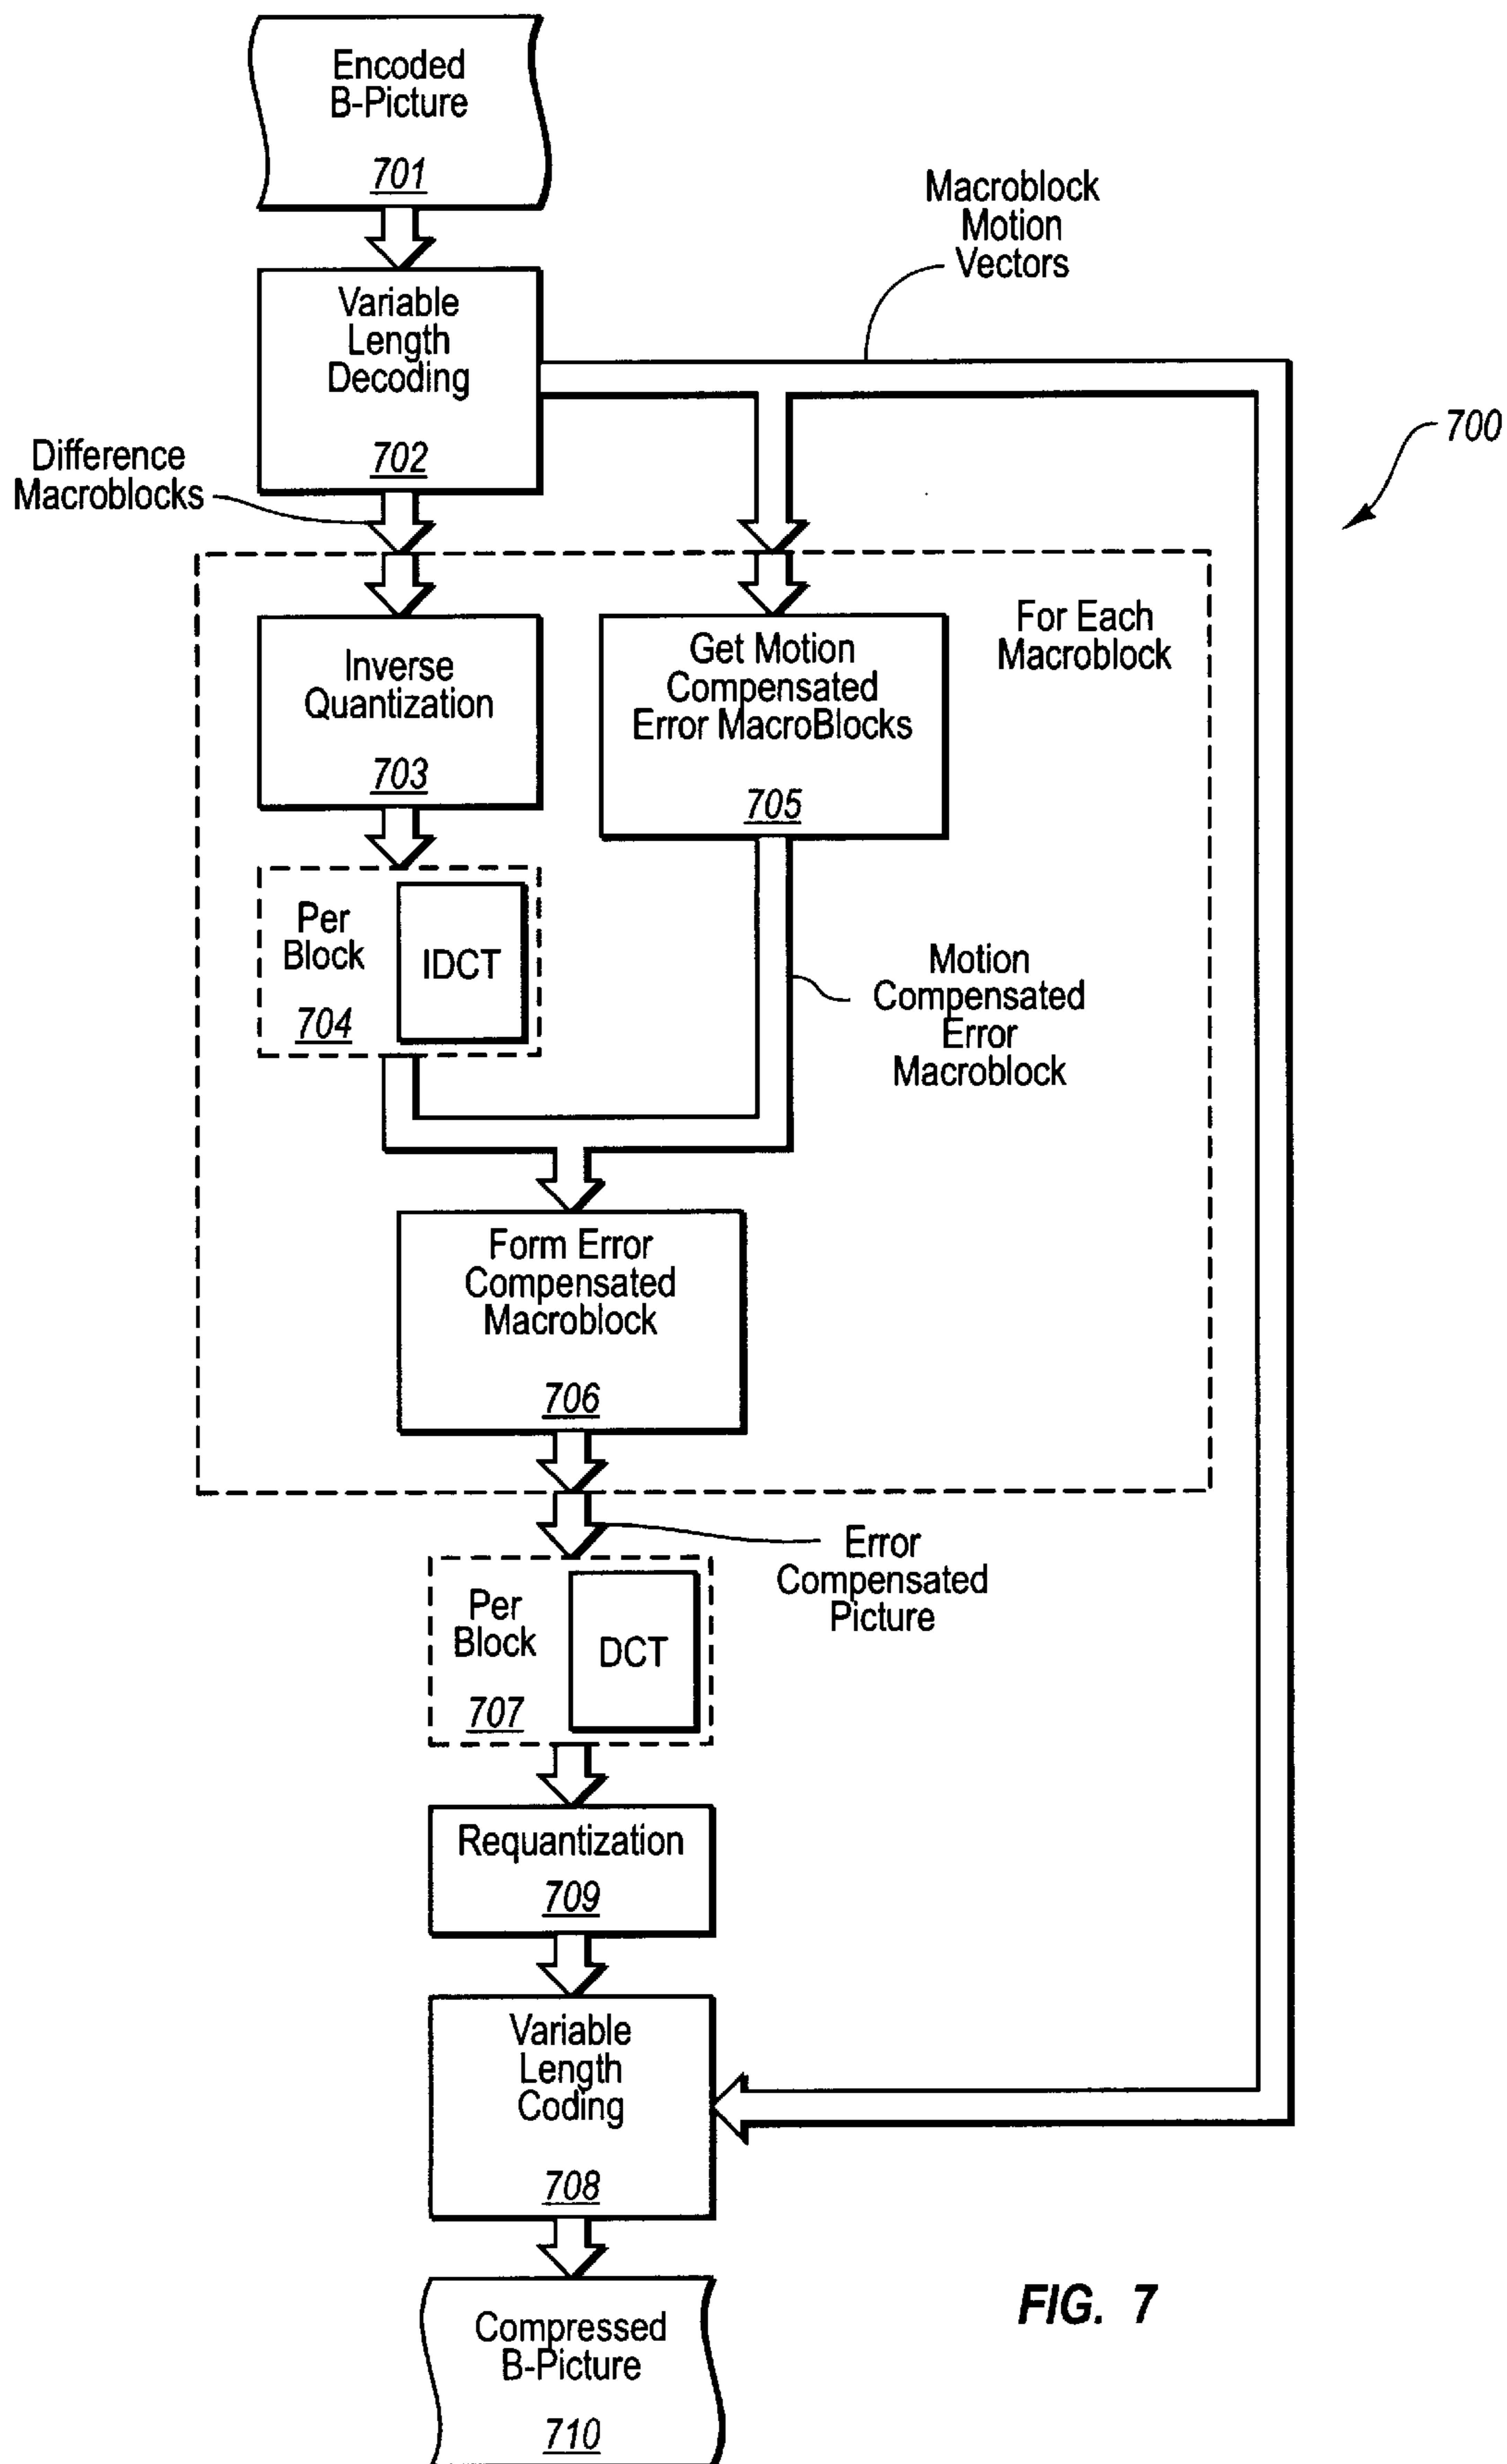 Encoded
B-Picture
701
Macroblock
Motion
Vectors
Variable
Length
Decoding
702
700
Difference
Macroblocks
For Each
Macroblock
Inverse
Quantization
703
Get Motion
Compensated
Error MacroBlocks
705
Per
Block
704
IDCT
Motion
Compensated
Error
Macroblock
Form Error
Compensated
Macroblock
706
Error
Compensated
Picture
Per
Block
707
DCT
Requantization
709
Variable
Length
Coding
708
Compressed
B-Picture
710
FIG. 7